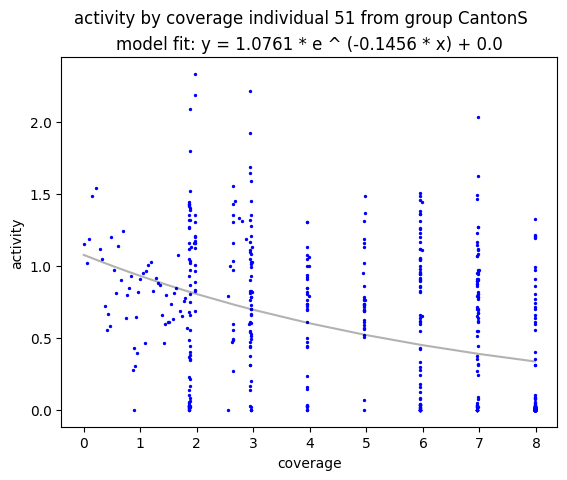 activity by coverage individual 51 from group CantonS
model fit: y = 1.0761 * e ^ (-0.1456 * x) + 0.0
activity
2.0
1.5
1.0
0.5
0.0
0 1 2 3 4 5 6 7 8
coverage